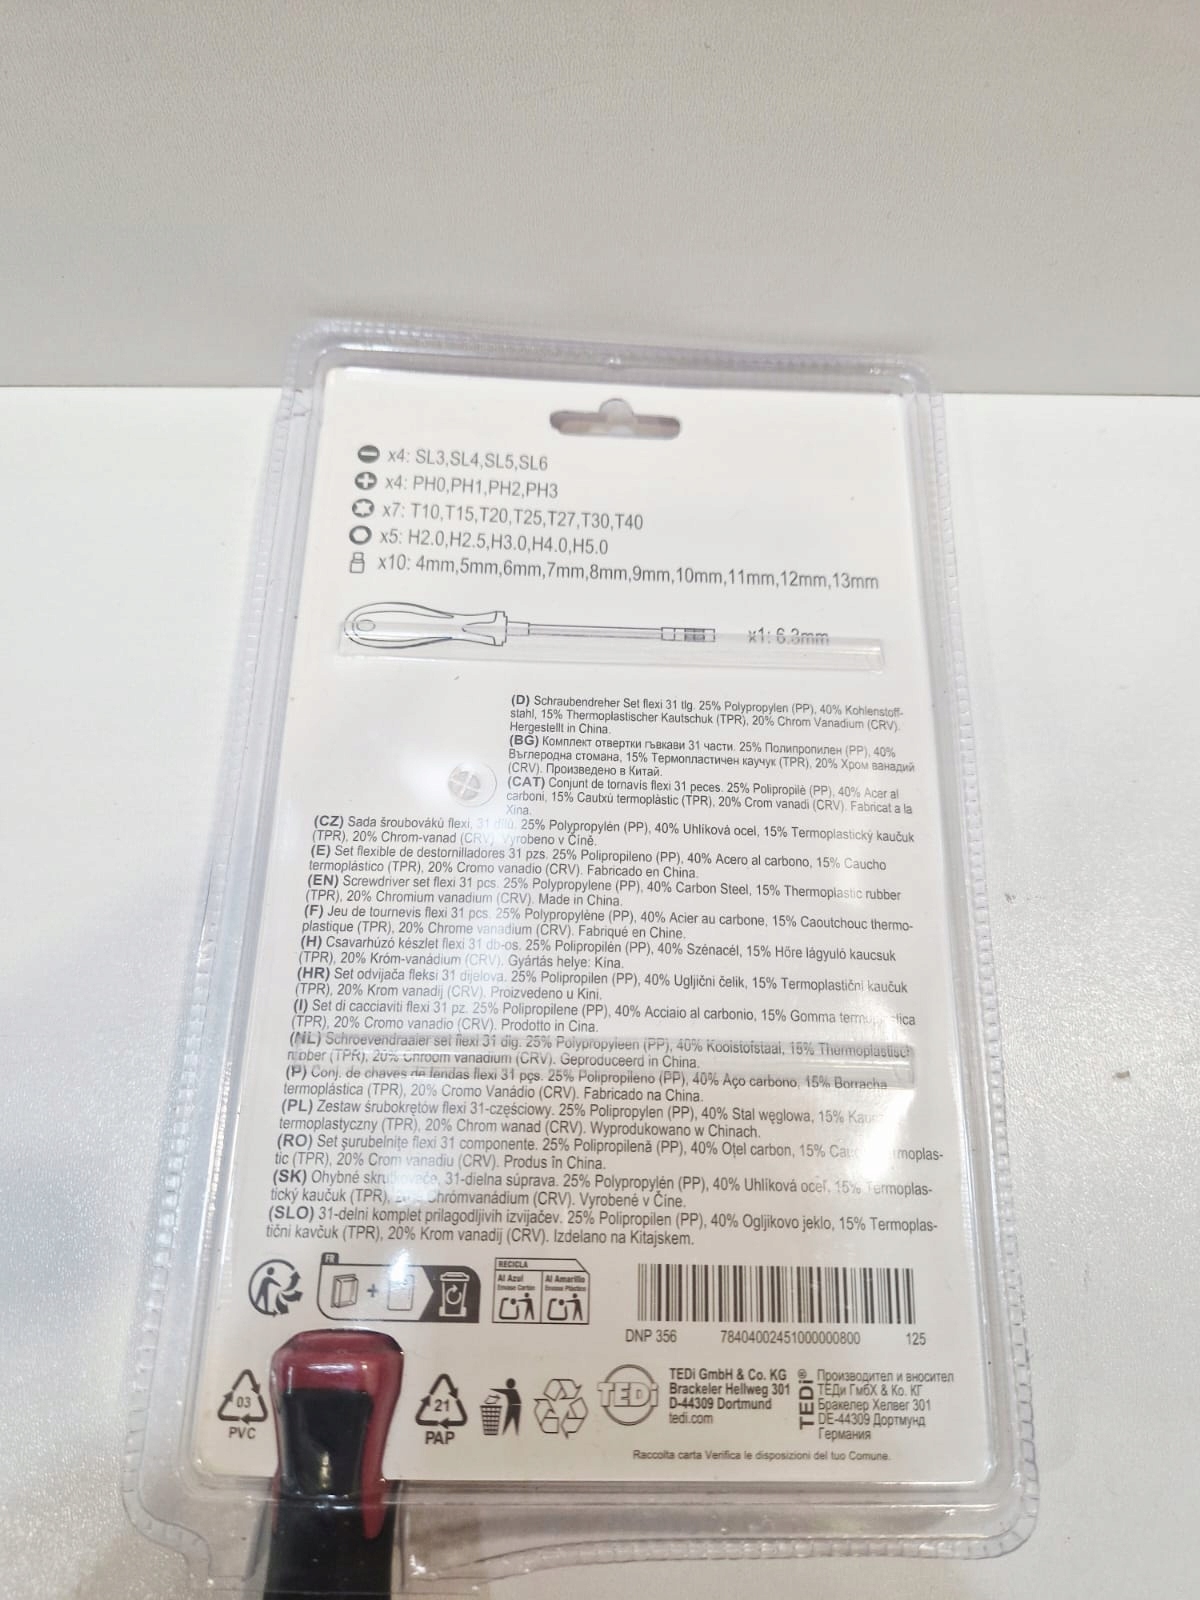 x4: SL3,SL4,SL5,SL6
x4: PH0,PH1,PH2,PH3
x7: T10,T15,T20,T25,T27,T30,T40
x5: H2.0,H2.5,H3.0,H4.0,H5.0
x10: 4mm,5mm,6mm,7mm,8mm,9mm,10mm,11mm,12mm,13mm
x1: 6.3mm
(D) Schraubendreher Set flexi 31 tlg. 25% Polypropylen (PP), 40% Kohlenstoff-
stahl, 15% Thermoplastischer Kautschuk (TPR), 20% Chrom Vanadium (CRV).
Hergestellt in China.
(BG) Комплект отвертки гъвкави 31 части. 25% Полипропилен (PP), 40%
Въглеродна стомана, 15% Термопластичен каучук (TPR), 20% Хром ванадий
(CRV). Произведено в Китай.
(CAT) Conjunt de tornavis flexi 31 peces. 25% Polipropilè (PP), 40% Acer al
carboni, 15% Cautxú termoplàstic (TPR), 20% Crom vanadi (CRV). Fabricat a la
Xina.
(CZ) Sada šroubováků flexi, 31 dílů. 25% Polypropylén (PP), 40% Uhlíková ocel, 15% Termoplastický kaučuk
(TPR), 20% Chrom-vanad (CRV). Vyrobeno v Číně.
(E) Set flexible de destornilladores 31 pzs. 25% Polipropileno (PP), 40% Acero al carbono, 15% Caucho
termoplástico (TPR), 20% Cromo vanadio (CRV). Fabricado en China.
(EN) Screwdriver set flexi 31 pcs. 25% Polypropylene (PP), 40% Carbon Steel, 15% Thermoplastic rubber
(TPR), 20% Chromium vanadium (CRV). Made in China.
(F) Jeu de tournevis flexi 31 pcs. 25% Polypropylène (PP), 40% Acier au carbone, 15% Caoutchouc thermo-
plastique (TPR), 20% Chrome vanadium (CRV). Fabriqué en Chine.
(H) Csavarhúzó készlet flexi 31 db-os. 25% Polipropilén (PP), 40% Szénacél, 15% Hőre lágyuló kaucsuk
(TPR), 20% Króm-vanádium (CRV). Gyártás helye: Kína.
(HR) Set odvijača fleksi 31 dijelova. 25% Polipropilen (PP), 40% Ugljični čelik, 15% Termoplastični kaučuk
(TPR), 20% Krom vanadij (CRV). Proizvedeno u Kini.
(I) Set di cacciaviti flexi 31 pz. 25% Polipropilene (PP), 40% Acciaio al carbonio, 15% Gomma termoplastica
(TPR), 20% Cromo vanadio (CRV). Prodotto in Cina.
(NL) Schroevendraaier set flexi 31 dlg. 25% Polypropyleen (PP), 40% Koolstofstaal, 15% Thermoplastisch
rubber (TPR), 20% Chroom vanadium (CRV). Geproduceerd in China.
(P) Conj. de chaves de fendas flexi 31 pçs. 25% Polipropileno (PP), 40% Aço carbono, 15% Borracha
termoplástica (TPR), 20% Cromo Vanádio (CRV). Fabricado na China.
(PL) Zestaw śrubokrętów flexi 31-częściowy. 25% Polipropylen (PP), 40% Stal węglowa, 15%
termoplastyczny (TPR), 20% Chrom wanad (CRV). Wyprodukowano w Chinach.
(RO) Set șurubelnițe flexi 31 componente. 25% Polipropilenă (PP), 40% Oțel carbon, 15%
tic (TPR), 20% Crom vanadiu (CRV). Produs în China.
(SK) Ohybné skrutkovače, 31-dielna súprava. 25% Polypropylén (PP), 40% Uhlíková oceľ, 15% Termoplas-
tický kaučuk (TPR), 20% Chrómvanádium (CRV). Vyrobené v Číne.
(SLO) 31-delni komplet prilagodljivih izvijačev. 25% Polipropilen (PP), 40% Ogljikovo jeklo, 15% Termoplas-
tični kavčuk (TPR), 20% Krom vanadij (CRV). Izdelano na Kitajskem.
FR
RECICLA
Al Azul
Envase Cartón
Al Amarillo
Envase Plástico
DNP 356 78404002451000000800 125
03
PVC
21
PAP
TEDi
TEDi GmbH & Co. KG
Brackeler Hellweg 301
D-44309 Dortmund
tedi.com
TEDi®
Производител и вносител
ТЕДи ГмбХ & Ко. КГ
Бракелер Хелвег 301
DE-44309 Дортмунд
Германия
Raccolta carta Verifica le disposizioni del tuo Comune.